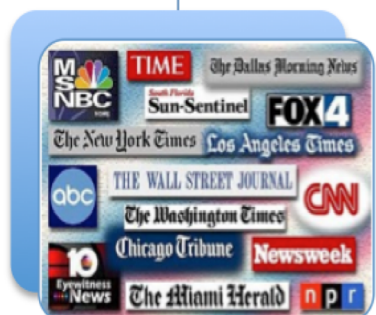 MSNBC
TIME
The Dallas Morning News
South Florida
Sun-Sentinel
FOX 4
The New York Times
Los Angeles Times
abc
THE WALL STREET JOURNAL
CNN
The Washington Times
Chicago Tribune
Newsweek
10
Eyewitness
News
The Miami Herald
npr